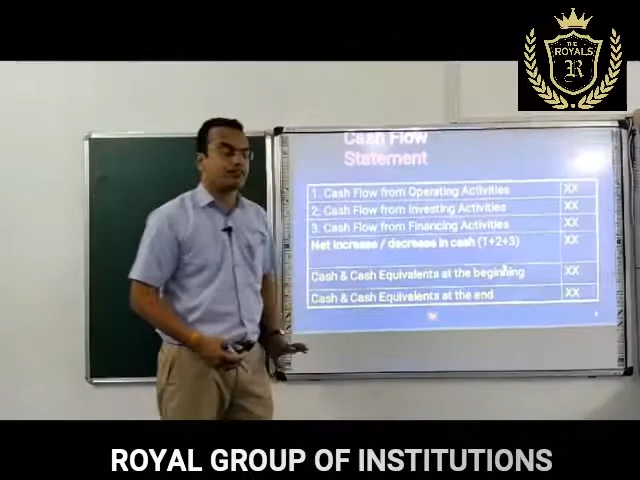 THE
ROYALS
R
Cash Flow
Statement
1. Cash Flow from Operating Activities XX
2: Cash Flow from Investing Activities XX
3: Cash Flow from Financing Activities XX
Net increase / decrease in cash (1+2+3) XX
Cash & Cash Equivalents at the beginning XX
Cash & Cash Equivalents at the end XX
ROYAL GROUP OF INSTITUTIONS